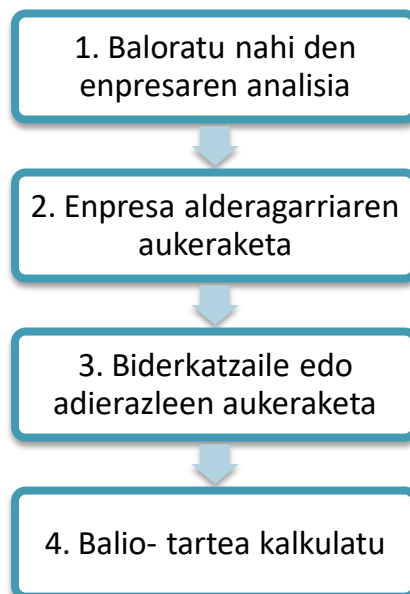 1. Baloratu nahi den
enpresaren analisia
2. Enpresa alderagarriaren
aukeraketa
3. Biderkatzaile edo
adierazleen aukeraketa
4. Balio- tartea kalkulatu